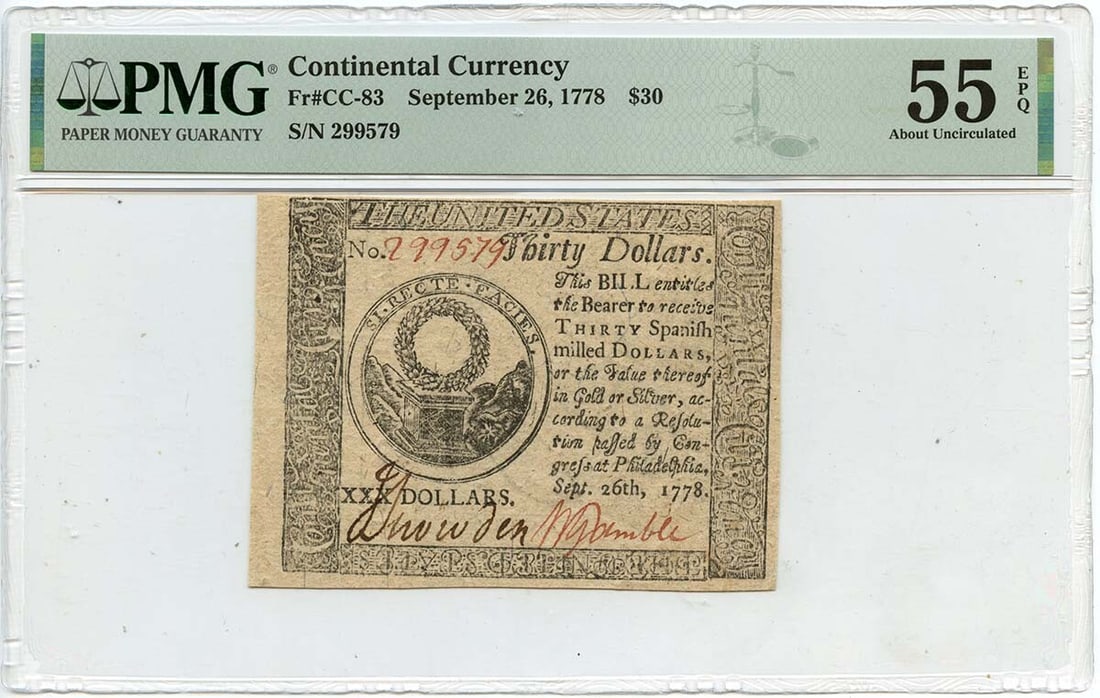 PMG® Continental Currency
Fr#CC-83 September 26, 1778 $30
S/N 299579
PAPER MONEY GUARANTY
55 EPQ
About Uncirculated
THE UNITED STATES
No. 299579 Thirty Dollars.
SI·RECTE·FACIES.
This BILL entitles
the Bearer to receive
THIRTY Spanish
milled DOLLARS,
or the Value thereof
in Gold or Silver, ac-
cording to a Resolu-
tion passed by Con-
gress at Philadelphia,
Sept. 26th, 1778.
XXX DOLLARS.
Snowden W Gamble